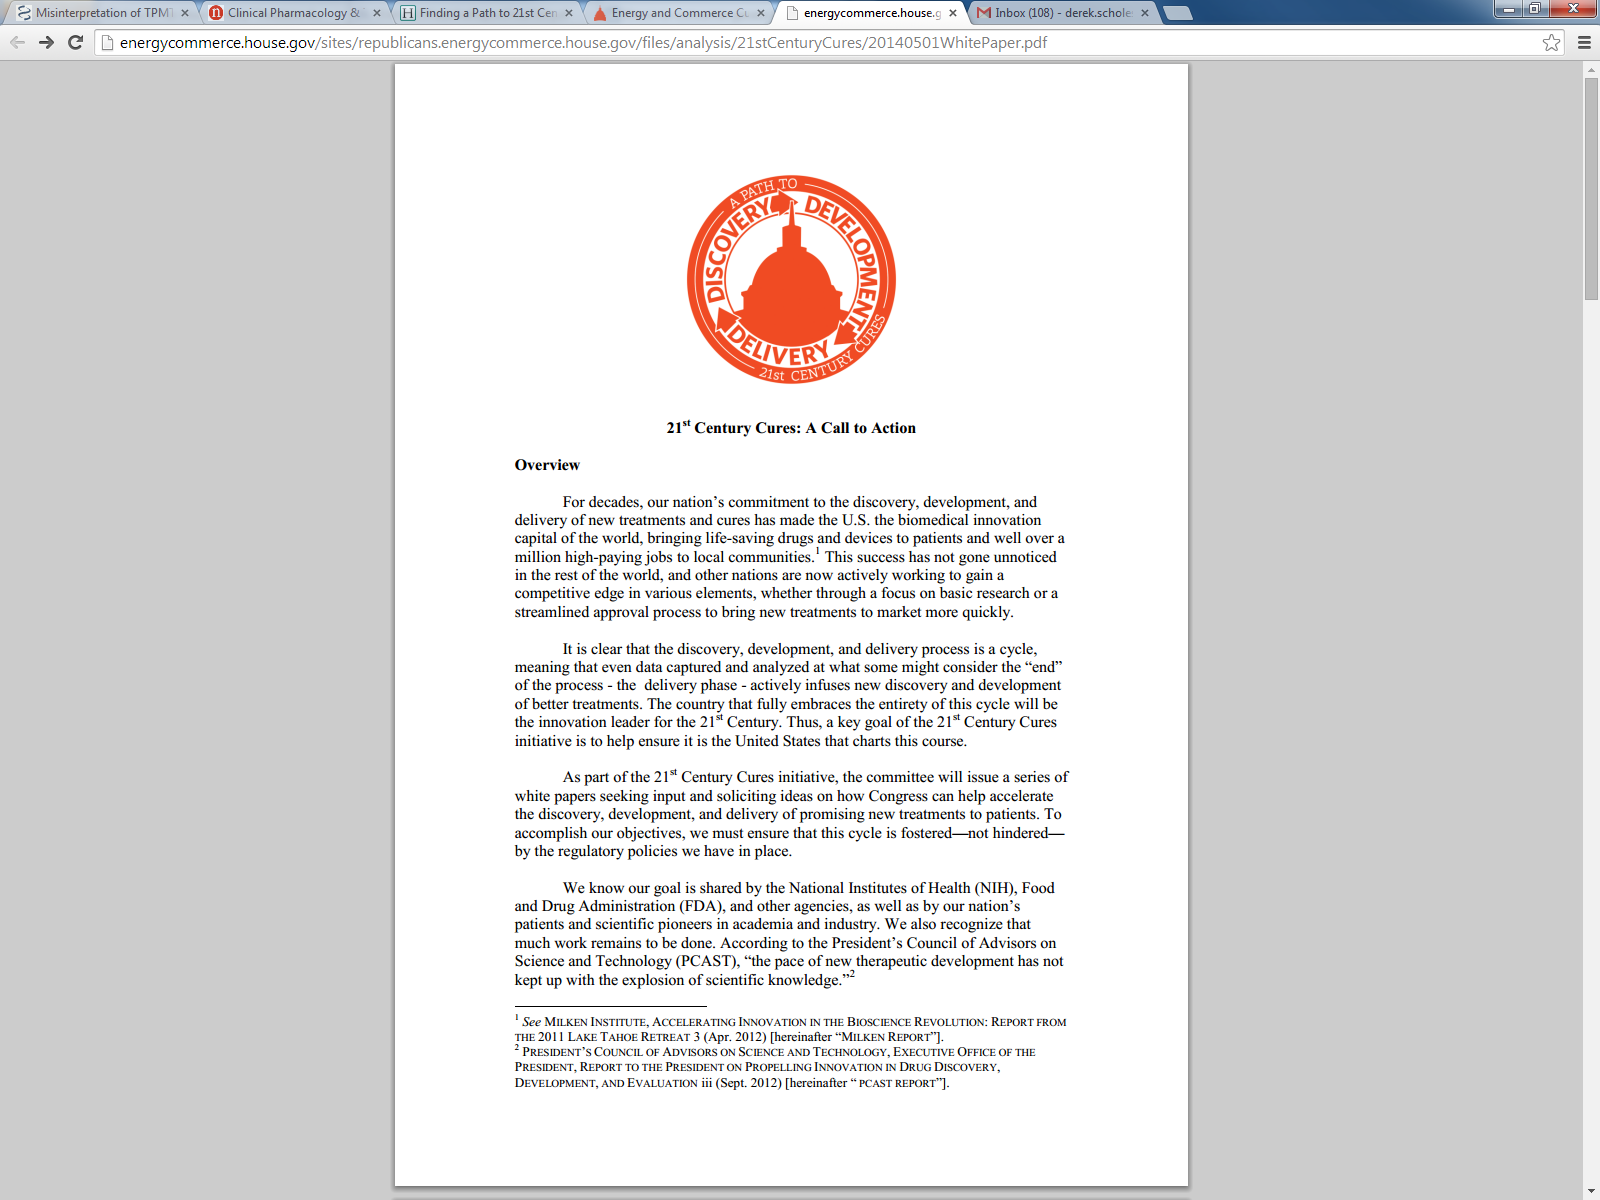 Misinterpretation of TPMT
Clinical Pharmacology &
Finding a Path to 21st Cen
Energy and Commerce Cu
energycommerce.house.g
Inbox (108) - derek.schole
energycommerce.house.gov/sites/republicans.energycommerce.house.gov/files/analysis/21stCenturyCures/20140501WhitePaper.pdf
A PATH TO
DISCOVERY DEVELOPMENT
DELIVERY
21st CENTURY CURES
21st Century Cures: A Call to Action
Overview
For decades, our nation's commitment to the discovery, development, and
delivery of new treatments and cures has made the U.S. the biomedical innovation
capital of the world, bringing life-saving drugs and devices to patients and well over a
million high-paying jobs to local communities.1 This success has not gone unnoticed
in the rest of the world, and other nations are now actively working to gain a
competitive edge in various elements, whether through a focus on basic research or a
streamlined approval process to bring new treatments to market more quickly.
It is clear that the discovery, development, and delivery process is a cycle,
meaning that even data captured and analyzed at what some might consider the “end”
of the process - the  delivery phase - actively infuses new discovery and development
of better treatments. The country that fully embraces the entirety of this cycle will be
the innovation leader for the 21st Century. Thus, a key goal of the 21st Century Cures
initiative is to help ensure it is the United States that charts this course.
As part of the 21st Century Cures initiative, the committee will issue a series of
white papers seeking input and soliciting ideas on how Congress can help accelerate
the discovery, development, and delivery of promising new treatments to patients. To
accomplish our objectives, we must ensure that this cycle is fostered—not hindered—
by the regulatory policies we have in place.
We know our goal is shared by the National Institutes of Health (NIH), Food
and Drug Administration (FDA), and other agencies, as well as by our nation's
patients and scientific pioneers in academia and industry. We also recognize that
much work remains to be done. According to the President's Council of Advisors on
Science and Technology (PCAST), “the pace of new therapeutic development has not
kept up with the explosion of scientific knowledge.”2
1 See MILKEN INSTITUTE, ACCELERATING INNOVATION IN THE BIOSCIENCE REVOLUTION: REPORT FROM
THE 2011 LAKE TAHOE RETREAT 3 (Apr. 2012) [hereinafter “MILKEN REPORT”].
2 PRESIDENT'S COUNCIL OF ADVISORS ON SCIENCE AND TECHNOLOGY, EXECUTIVE OFFICE OF THE
PRESIDENT, REPORT TO THE PRESIDENT ON PROPELLING INNOVATION IN DRUG DISCOVERY,
DEVELOPMENT, AND EVALUATION iii (Sept. 2012) [hereinafter “ PCAST REPORT”].